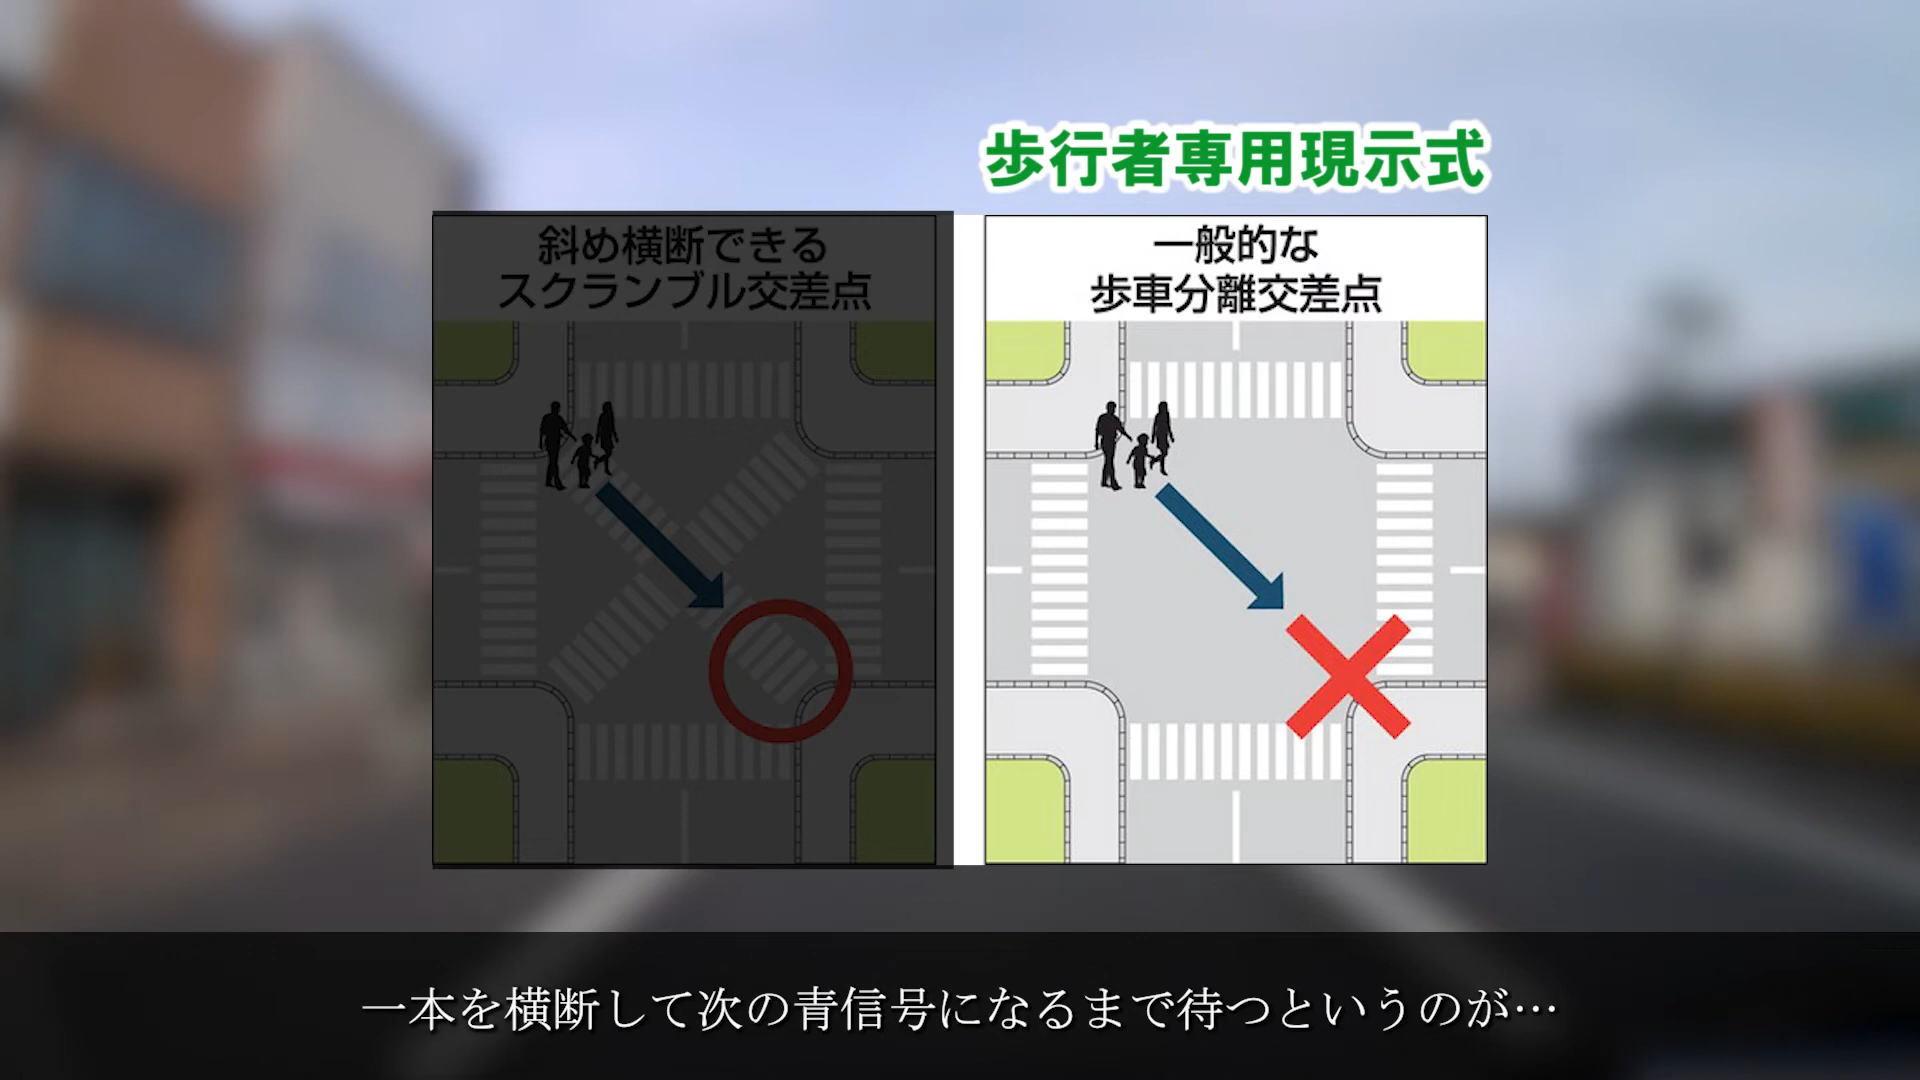 歩行者専用現示式
斜め横断できる
スクランブル交差点
一般的な
歩車分離交差点
一本を横断して次の青信号になるまで待つというのが…